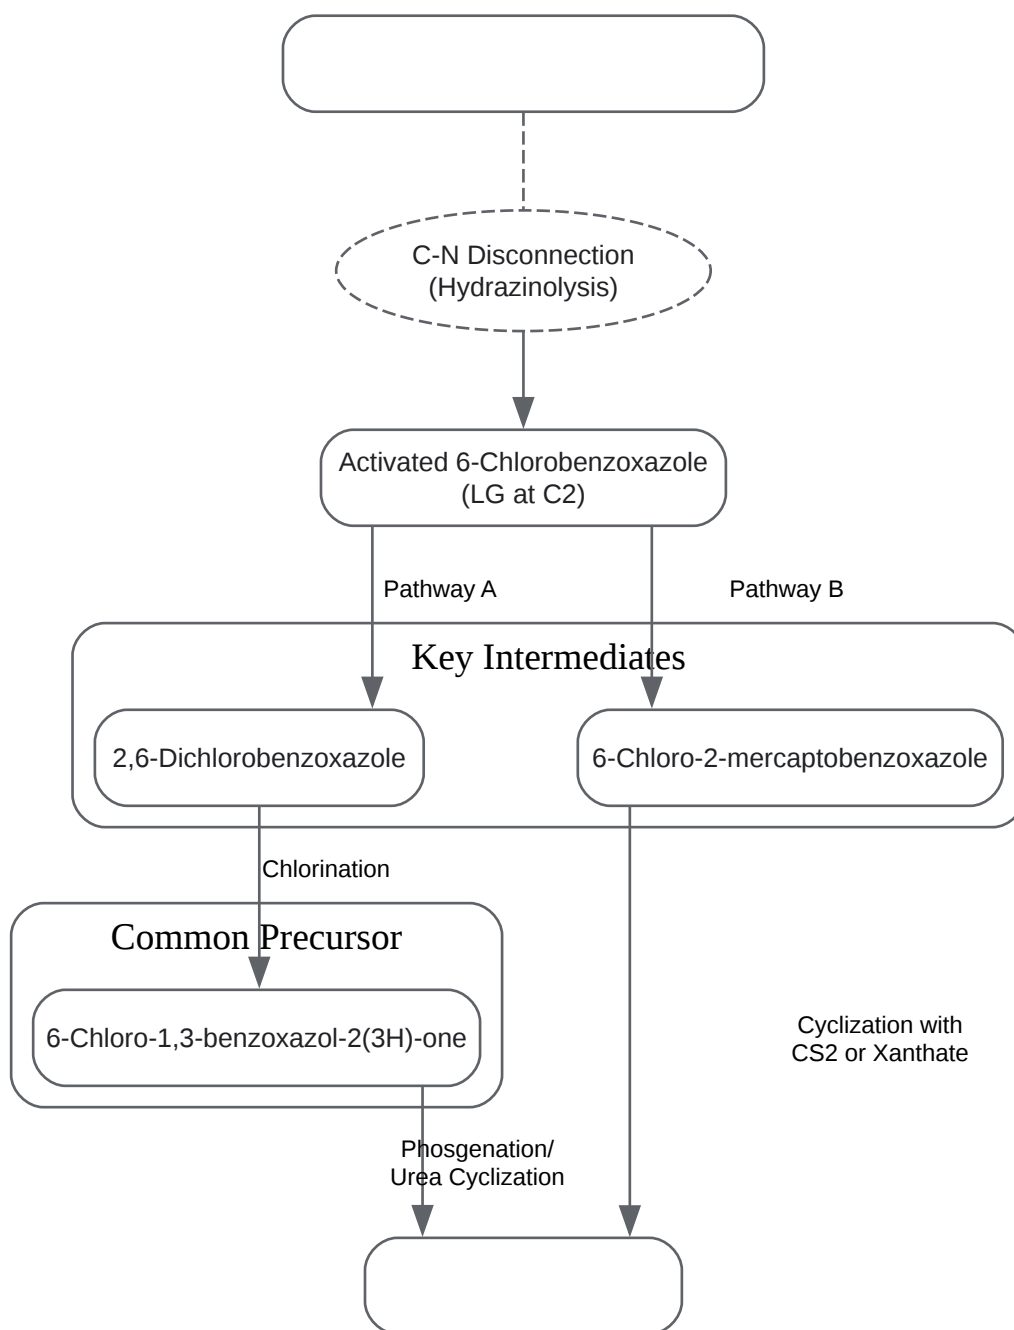 C-N Disconnection
(Hydrazinolysis)
Activated 6-Chlorobenzoxazole
(LG at C2)
Pathway A
Pathway B
Key Intermediates
2,6-Dichlorobenzoxazole
6-Chloro-2-mercaptobenzoxazole
Chlorination
Common Precursor
6-Chloro-1,3-benzoxazol-2(3H)-one
Cyclization with
CS2 or Xanthate
Phosgenation/
Urea Cyclization